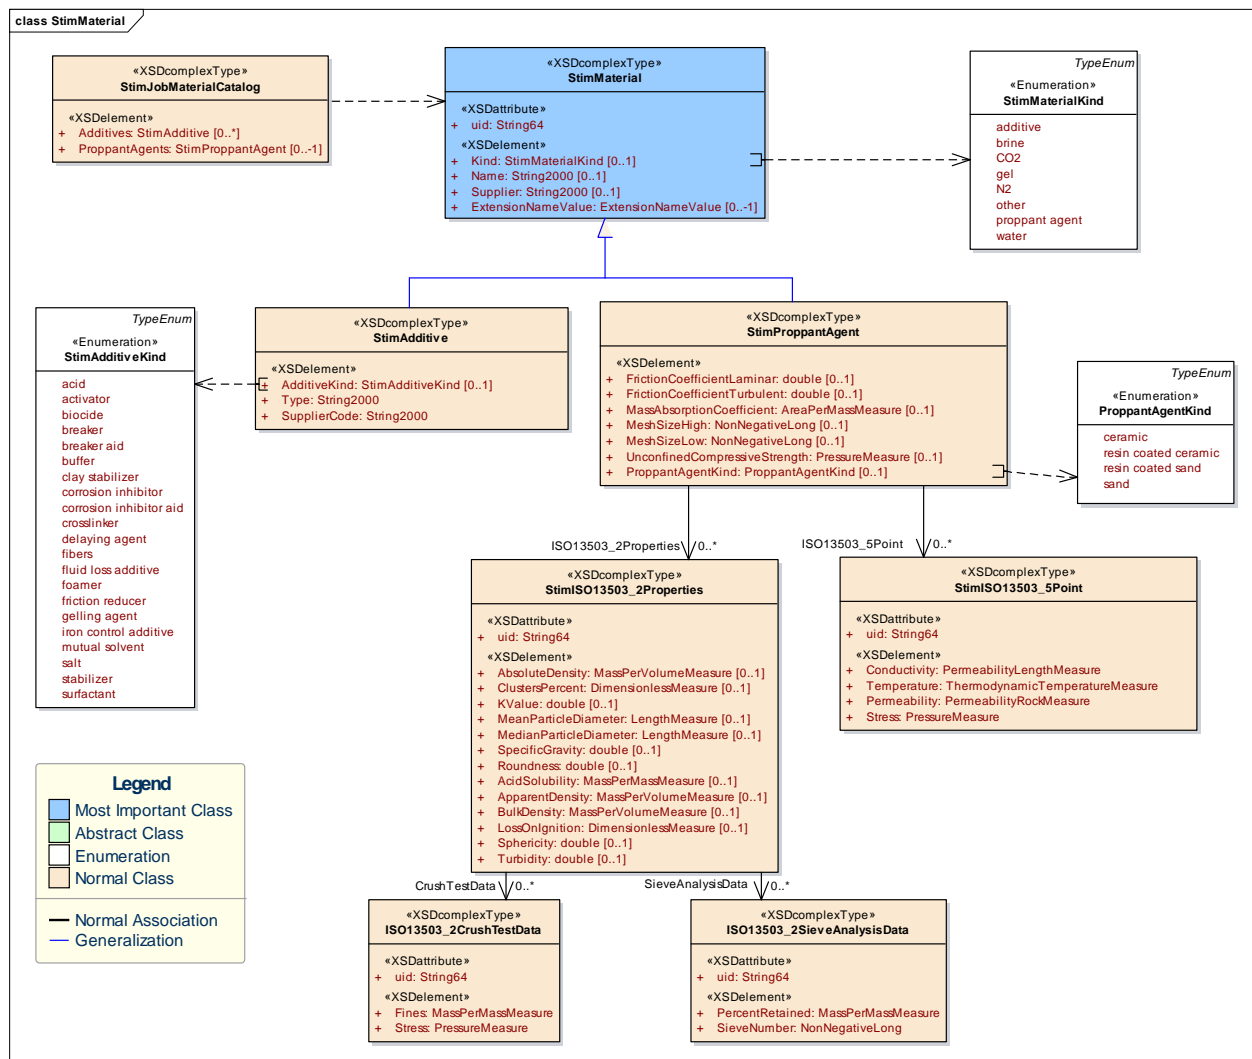 class StimMaterial
«XSDcomplexType»
StimJobMaterialCatalog
«XSDelement»
+ Additives: StimAdditive [0..*]
+ ProppantAgents: StimProppantAgent [0..-1]
«XSDcomplexType»
StimMaterial
«XSDattribute»
+ uid: String64
«XSDelement»
+ Kind: StimMaterialKind [0..1]
+ Name: String2000 [0..1]
+ Supplier: String2000 [0..1]
+ ExtensionNameValue: ExtensionNameValue [0..-1]
TypeEnum
«Enumeration»
StimMaterialKind
additive
brine
CO2
gel
N2
other
proppant agent
water
TypeEnum
«Enumeration»
StimAdditiveKind
acid
activator
biocide
breaker
breaker aid
buffer
clay stabilizer
corrosion inhibitor
corrosion inhibitor aid
crosslinker
delaying agent
fibers
fluid loss additive
foamer
friction reducer
gelling agent
iron control additive
mutual solvent
salt
stabilizer
surfactant
«XSDcomplexType»
StimAdditive
«XSDelement»
+ AdditiveKind: StimAdditiveKind [0..1]
+ Type: String2000
+ SupplierCode: String2000
«XSDcomplexType»
StimProppantAgent
«XSDelement»
+ FrictionCoefficientLaminar: double [0..1]
+ FrictionCoefficientTurbulent: double [0..1]
+ MassAbsorptionCoefficient: AreaPerMassMeasure [0..1]
+ MeshSizeHigh: NonNegativeLong [0..1]
+ MeshSizeLow: NonNegativeLong [0..1]
+ UnconfinedCompressiveStrength: PressureMeasure [0..1]
+ ProppantAgentKind: ProppantAgentKind [0..1]
TypeEnum
«Enumeration»
ProppantAgentKind
ceramic
resin coated ceramic
resin coated sand
sand
ISO13503_2Properties 0..*
ISO13503_5Point 0..*
«XSDcomplexType»
StimISO13503_2Properties
«XSDattribute»
+ uid: String64
«XSDelement»
+ AbsoluteDensity: MassPerVolumeMeasure [0..1]
+ ClustersPercent: DimensionlessMeasure [0..1]
+ KValue: double [0..1]
+ MeanParticleDiameter: LengthMeasure [0..1]
+ MedianParticleDiameter: LengthMeasure [0..1]
+ SpecificGravity: double [0..1]
+ Roundness: double [0..1]
+ AcidSolubility: MassPerMassMeasure [0..1]
+ ApparentDensity: MassPerVolumeMeasure [0..1]
+ BulkDensity: MassPerVolumeMeasure [0..1]
+ LossOnIgnition: DimensionlessMeasure [0..1]
+ Sphericity: double [0..1]
+ Turbidity: double [0..1]
«XSDcomplexType»
StimISO13503_5Point
«XSDattribute»
+ uid: String64
«XSDelement»
+ Conductivity: PermeabilityLengthMeasure
+ Temperature: ThermodynamicTemperatureMeasure
+ Permeability: PermeabilityRockMeasure
+ Stress: PressureMeasure
Legend
Most Important Class
Abstract Class
Enumeration
Normal Class
Normal Association
Generalization
CrushTestData 0..*
SieveAnalysisData 0..*
«XSDcomplexType»
ISO13503_2CrushTestData
«XSDattribute»
+ uid: String64
«XSDelement»
+ Fines: MassPerMassMeasure
+ Stress: PressureMeasure
«XSDcomplexType»
ISO13503_2SieveAnalysisData
«XSDattribute»
+ uid: String64
«XSDelement»
+ PercentRetained: MassPerMassMeasure
+ SieveNumber: NonNegativeLong